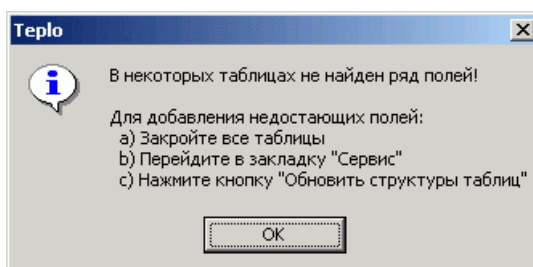 Teplo
В некоторых таблицах не найден ряд полей!
Для добавления недостающих полей:
a) Закройте все таблицы
b) Перейдите в закладку "Сервис"
c) Нажмите кнопку "Обновить структуры таблиц"
OK